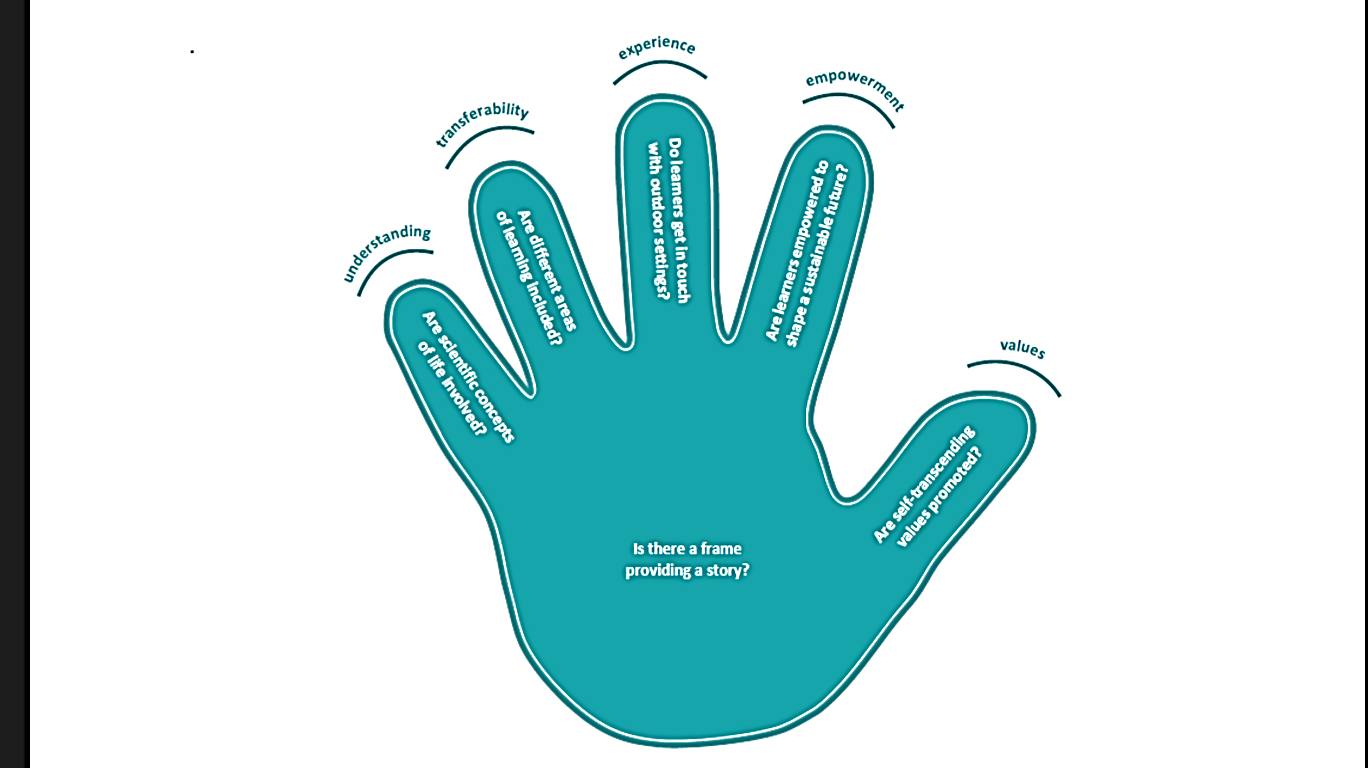 understanding
Are scientific concepts
of life involved?
transferability
Are different areas
of learning included?
experience
Do learners get in touch
with outdoor settings?
empowerment
Are learners empowered to
shape a sustainable future?
values
Are self-transcending
values promoted?
Is there a frame
providing a story?